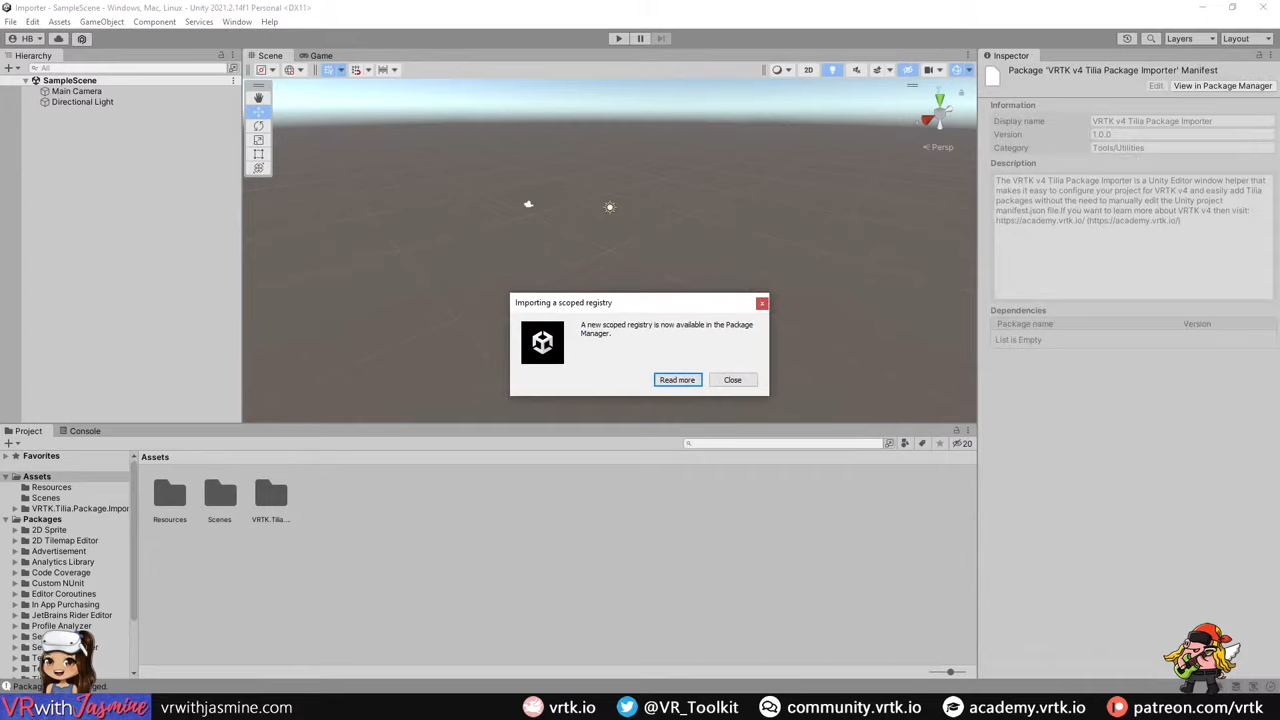 Importer - SampleScene - Windows, Mac, Linux - Unity 2021.2.14f1 Personal <DX11>
File Edit Assets GameObject Component Services Window Help
HB
Layers
Layout
Hierarchy
All
SampleScene
Main Camera
Directional Light
Scene
Game
2D
Persp
Inspector
Package 'VRTK v4 Tilia Package Importer' Manifest
Edit
View in Package Manager
Information
Display name VRTK v4 Tilia Package Importer
Version 1.0.0
Category Tools/Utilities
Description
The VRTK v4 Tilia Package Importer is a Unity Editor window helper that
makes it easy to configure your project for VRTK v4 and easily add Tilia
packages without the need to manually edit the Unity project
manifest.json file.If you want to learn more about VRTK v4 then visit:
https://academy.vrtk.io/ (https://academy.vrtk.io/)
Dependencies
Package name Version
List is Empty
Importing a scoped registry
x
A new scoped registry is now available in the Package
Manager.
Read more
Close
Project
Console
20
Favorites
Assets
Resources
Scenes
VRTK.Tilia.Package.Impor
Packages
2D Sprite
2D Tilemap Editor
Advertisement
Analytics Library
Code Coverage
Custom NUnit
Editor Coroutines
In App Purchasing
JetBrains Rider Editor
Profile Analyzer
Assets
Resources
Scenes
VRTK.Tilia....
VRwithJasmine
vrwithjasmine.com
vrtk.io
@VR_Toolkit
community.vrtk.io
academy.vrtk.io
patreon.com/vrtk